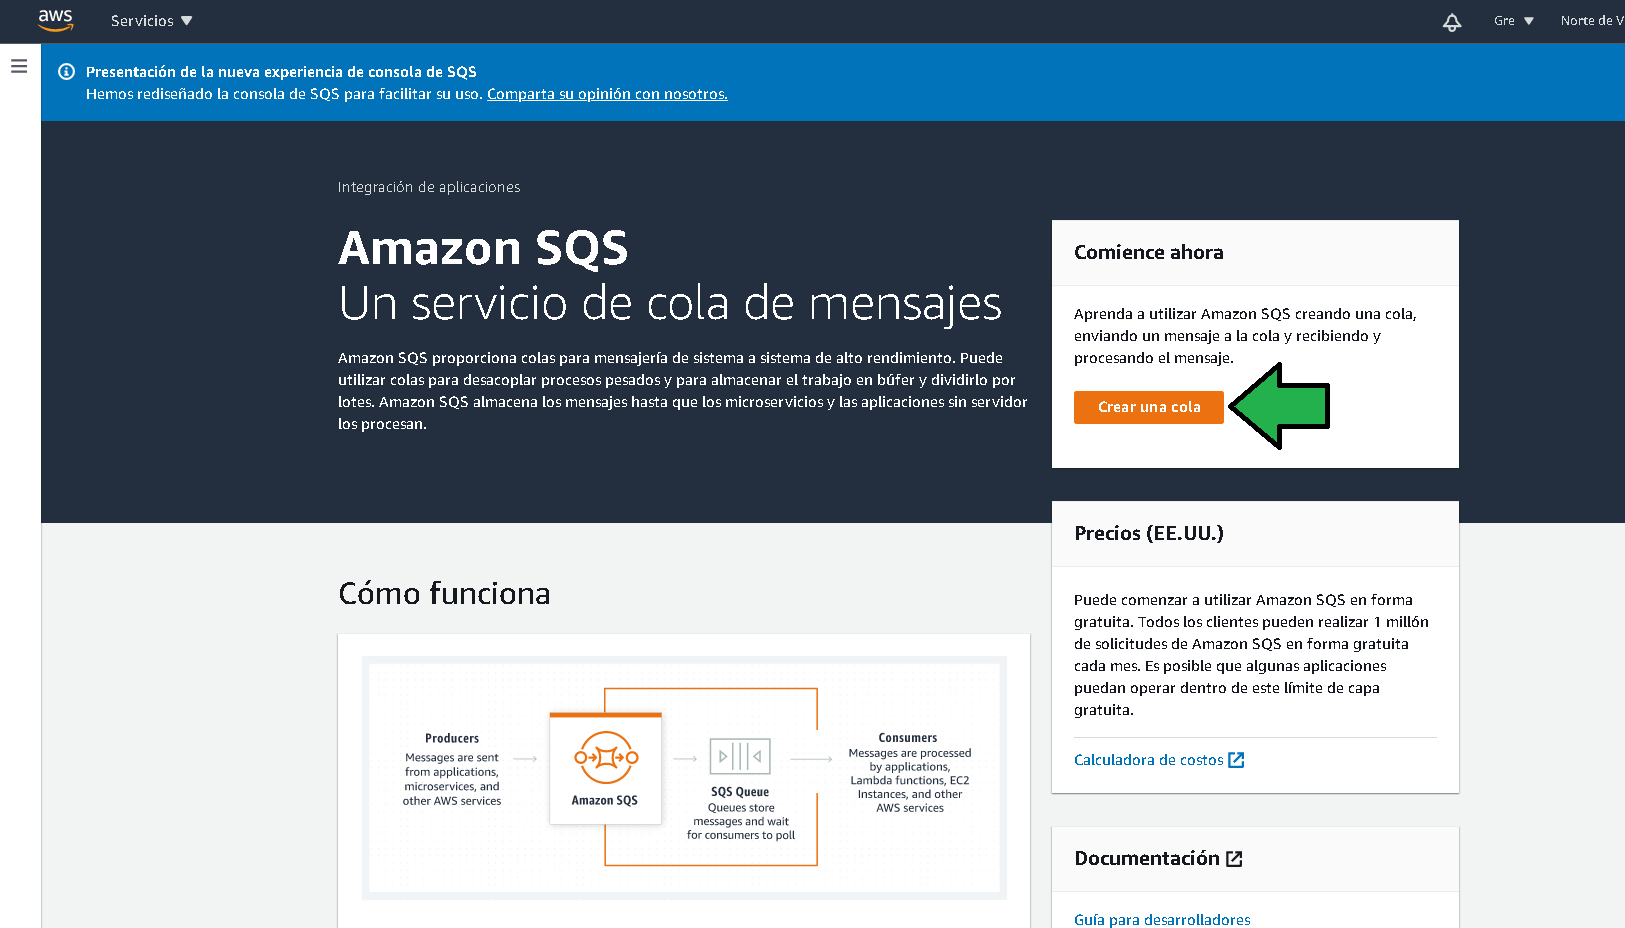 aws
Servicios
Gre
Norte de V
Presentación de la nueva experiencia de consola de SQS
Hemos rediseñado la consola de SQS para facilitar su uso. Comparta su opinión con nosotros.
Integración de aplicaciones
Amazon SQS
Un servicio de cola de mensajes
Amazon SQS proporciona colas para mensajería de sistema a sistema de alto rendimiento. Puede
utilizar colas para desacoplar procesos pesados y para almacenar el trabajo en búfer y dividirlo por
lotes. Amazon SQS almacena los mensajes hasta que los microservicios y las aplicaciones sin servidor
los procesan.
Comience ahora
Aprenda a utilizar Amazon SQS creando una cola,
enviando un mensaje a la cola y recibiendo y
procesando el mensaje.
Crear una cola
Precios (EE.UU.)
Puede comenzar a utilizar Amazon SQS en forma
gratuita. Todos los clientes pueden realizar 1 millón
de solicitudes de Amazon SQS en forma gratuita
cada mes. Es posible que algunas aplicaciones
puedan operar dentro de este límite de capa
gratuita.
Calculadora de costos
Documentación
Guía para desarrolladores
Cómo funciona
Producers
Messages are sent
from applications,
microservices, and
other AWS services
Amazon SQS
SQS Queue
Queues store
messages and wait
for consumers to poll
Consumers
Messages are processed
by applications,
Lambda functions, EC2
Instances, and other
AWS services